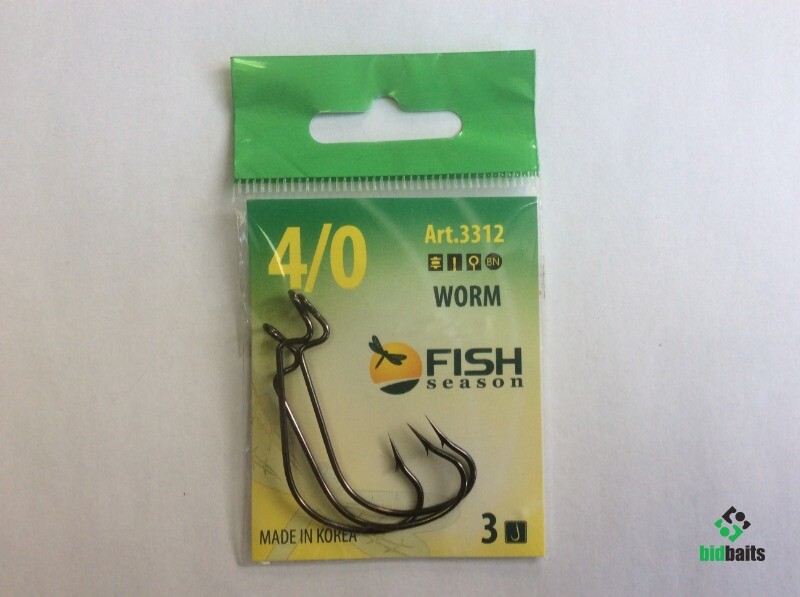 4/0
Art.3312
BN
WORM
FISH
season
MADE IN KOREA
3
bidbaits